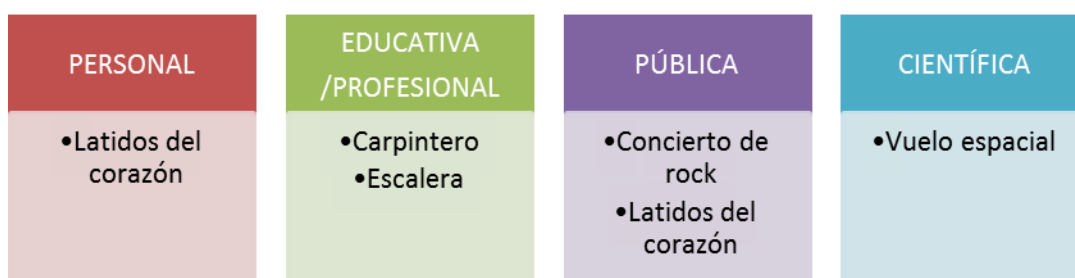 PERSONAL
•Latidos del
corazón
EDUCATIVA
/PROFESIONAL
•Carpintero
•Escalera
PÚBLICA
•Concierto de
rock
•Latidos del
corazón
CIENTÍFICA
•Vuelo espacial